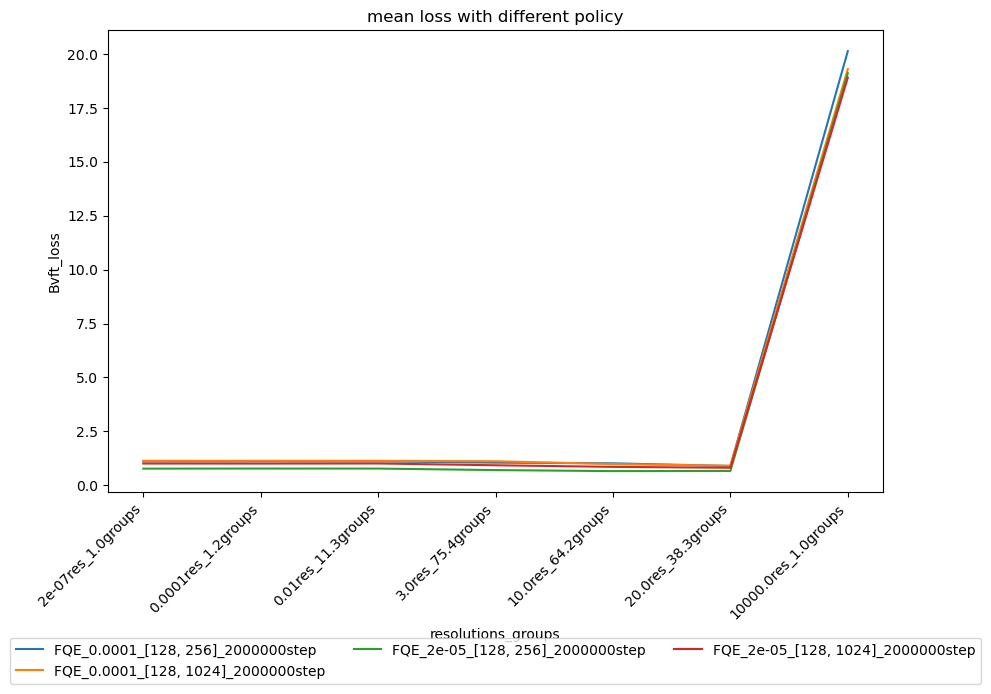 mean loss with different policy
20.0
17.5
15.0
12.5
10.0
7.5
5.0
2.5
0.0
Bvft_loss
2e-07res_1.0groups
0.0001res_1.2groups
0.01res_11.3groups
3.0res_75.4groups
10.0res_64.2groups
20.0res_38.3groups
10000.0res_1.0groups
resolutions_groups
FQE_0.0001_[128, 256]_2000000step
FQE_0.0001_[128, 1024]_2000000step
FQE_2e-05_[128, 256]_2000000step
FQE_2e-05_[128, 1024]_2000000step